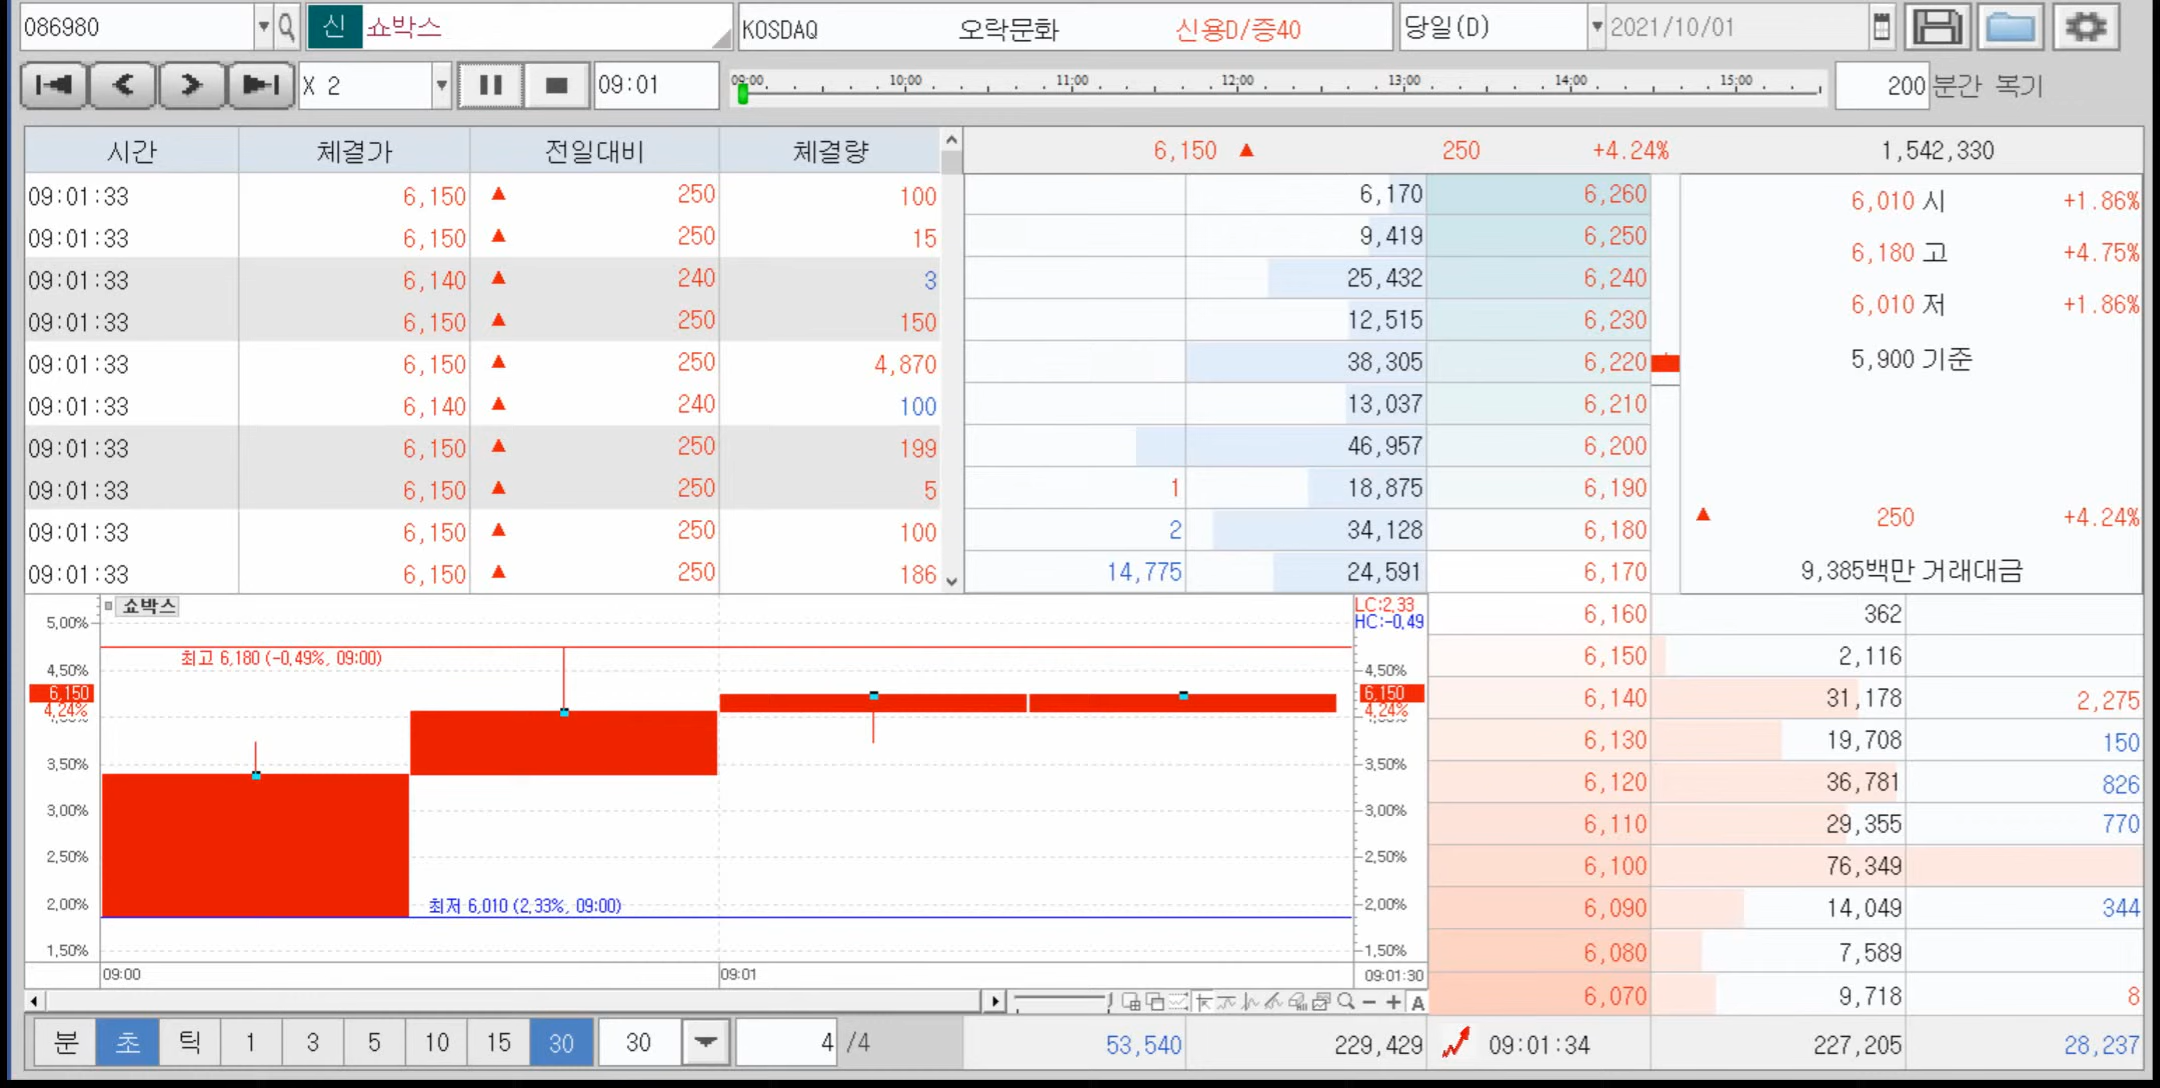 086980 신 쇼박스 KOSDAQ 오락문화 신용D/증40 당일(D) 2021/10/01
X 2 09:01 09:00 10:00 11:00 12:00 13:00 14:00 15:00 200 분간 복기
시간 체결가 전일대비 체결량 6,150 ▲ 250 +4.24% 1,542,330
09:01:33 6,150 ▲ 250 100
09:01:33 6,150 ▲ 250 15
09:01:33 6,140 ▲ 240 3
09:01:33 6,150 ▲ 250 150
09:01:33 6,150 ▲ 250 4,870
09:01:33 6,140 ▲ 240 100
09:01:33 6,150 ▲ 250 199
09:01:33 6,150 ▲ 250 5
09:01:33 6,150 ▲ 250 100
09:01:33 6,150 ▲ 250 186
6,170 6,260
9,419 6,250
25,432 6,240
12,515 6,230
38,305 6,220
13,037 6,210
46,957 6,200
1 18,875 6,190
2 34,128 6,180
14,775 24,591 6,170
6,010 시 +1.86%
6,180 고 +4.75%
6,010 저 +1.86%
5,900 기준
▲ 250 +4.24%
9,385백만 거래대금
6,160 362
6,150 2,116
6,140 31,178 2,275
6,130 19,708 150
6,120 36,781 826
6,110 29,355 770
6,100 76,349
6,090 14,049 344
6,080 7,589
6,070 9,718 8
쇼박스
LC:2,33
HC:-0,49
최고 6,180 (-0,49%, 09:00)
최저 6,010 (2,33%, 09:00)
5,00%
4,50% 4,50%
6,150 6,150
4,24% 4,24%
3,50% 3,50%
3,00% 3,00%
2,50% 2,50%
2,00% 2,00%
1,50% 1,50%
09:00 09:01 09:01:30
A
분 초 틱 1 3 5 10 15 30 30 4 /4 53,540 229,429 09:01:34 227,205 28,237